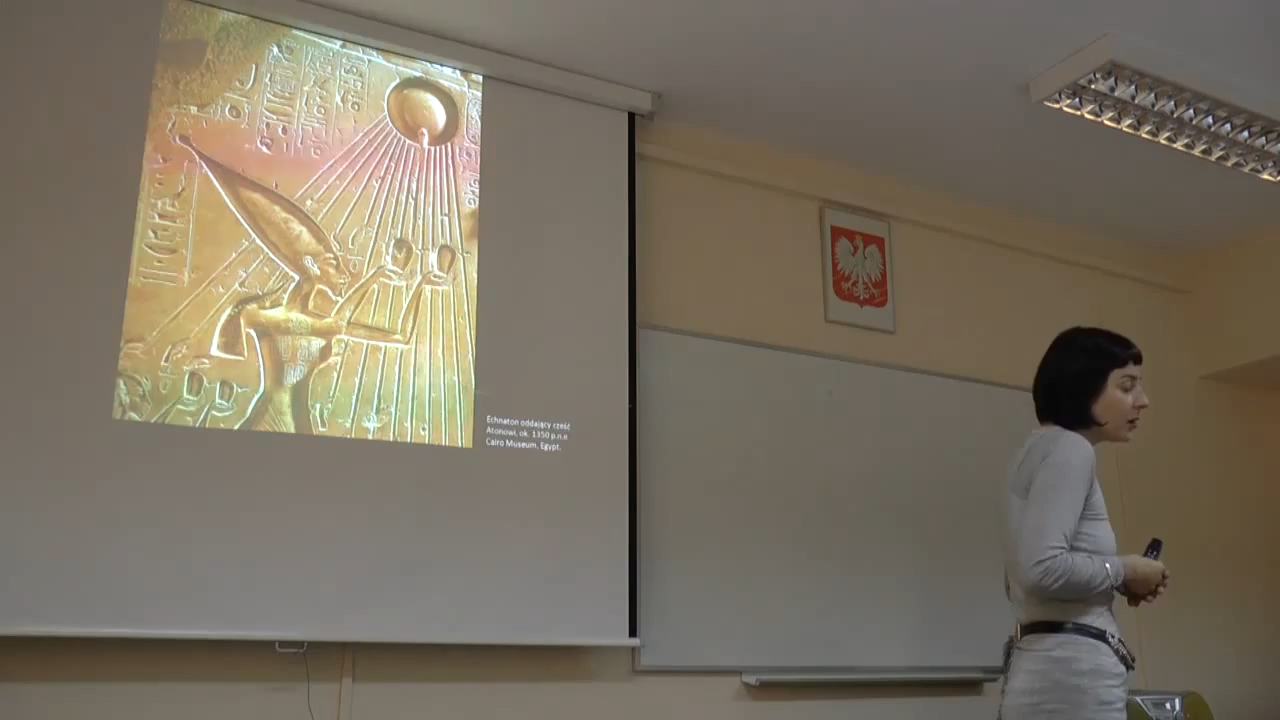 Echnaton oddający cześć
Atonowi, ok. 1350 p.n.e
Cairo Museum, Egypt.